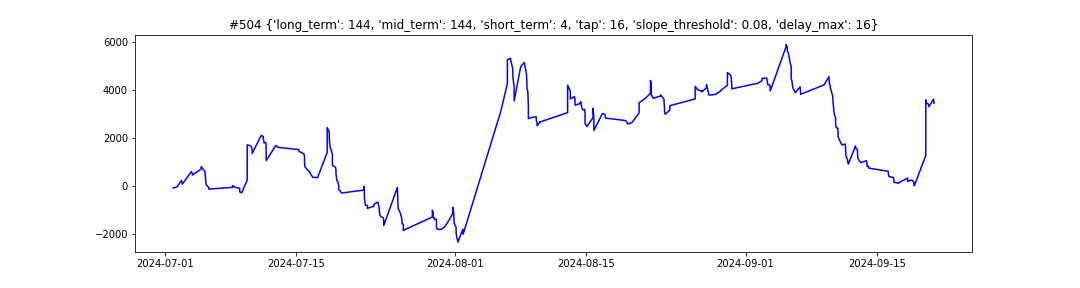 #504 {'long_term': 144, 'mid_term': 144, 'short_term': 4, 'tap': 16, 'slope_threshold': 0.08, 'delay_max': 16}
6000
4000
2000
0
−2000
2024-07-01 2024-07-15 2024-08-01 2024-08-15 2024-09-01 2024-09-15